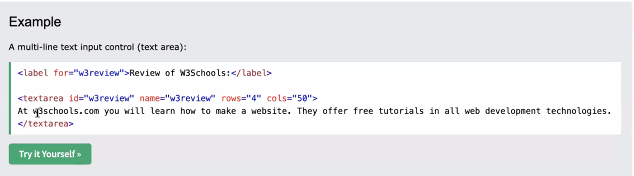 Example
A multi-line text input control (text area):
<label for="w3review">Review of W3Schools:</label>
<textarea id="w3review" name="w3review" rows="4" cols="50">
At w3schools.com you will learn how to make a website. They offer free tutorials in all web development technologies.
</textarea>
Try it Yourself »